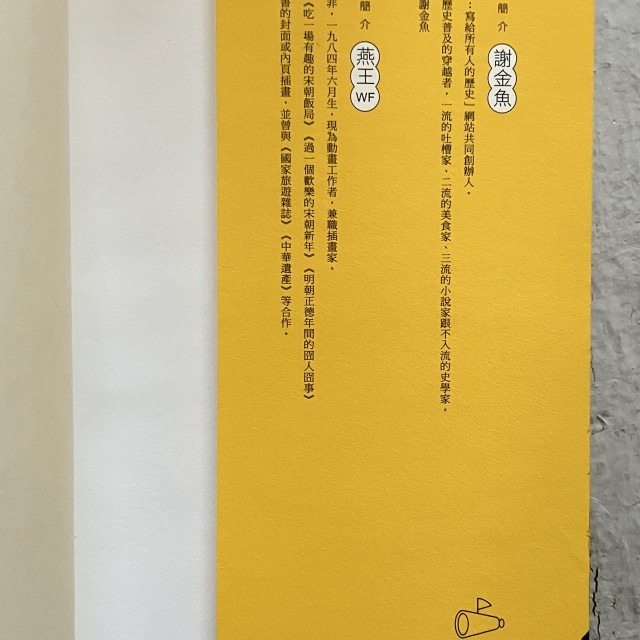 簡介
謝金魚
：寫給所有人的歷史」網站共同創辦人。
歷史普及的穿越者，一流的吐槽家、二流的美食家、三流的小說家跟不入流的史學家。
謝金魚
簡介
燕王WF
非，一九八四年六月生，現為動畫工作者，兼職插畫家。
《吃一場有趣的宋朝飯局》《過一個歡樂的宋朝新年》《明朝正德年間的囧人囧事》
書的封面或內頁插畫，並曾與《國家旅遊雜誌》《中華遺產》等合作。